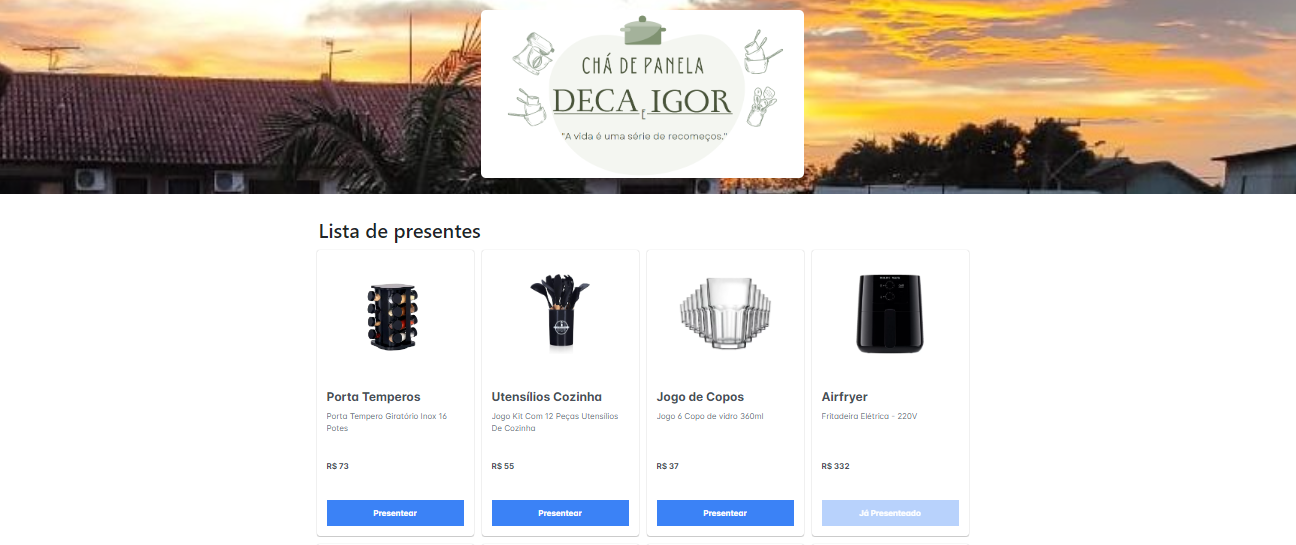 CHÁ DE PANELA
DECA E IGOR
"A vida é uma série de recomeços."
Lista de presentes
Porta Temperos
Porta Tempero Giratório Inox 16
Potes
R$ 73
Presentear
Utensílios Cozinha
Jogo Kit Com 12 Peças Utensilios
De Cozinha
R$ 55
Presentear
Jogo de Copos
Jogo 6 Copo de vidro 360ml
R$ 37
Presentear
Airfryer
Fritadeira Elétrica - 220V
R$ 332
Já Presenteado